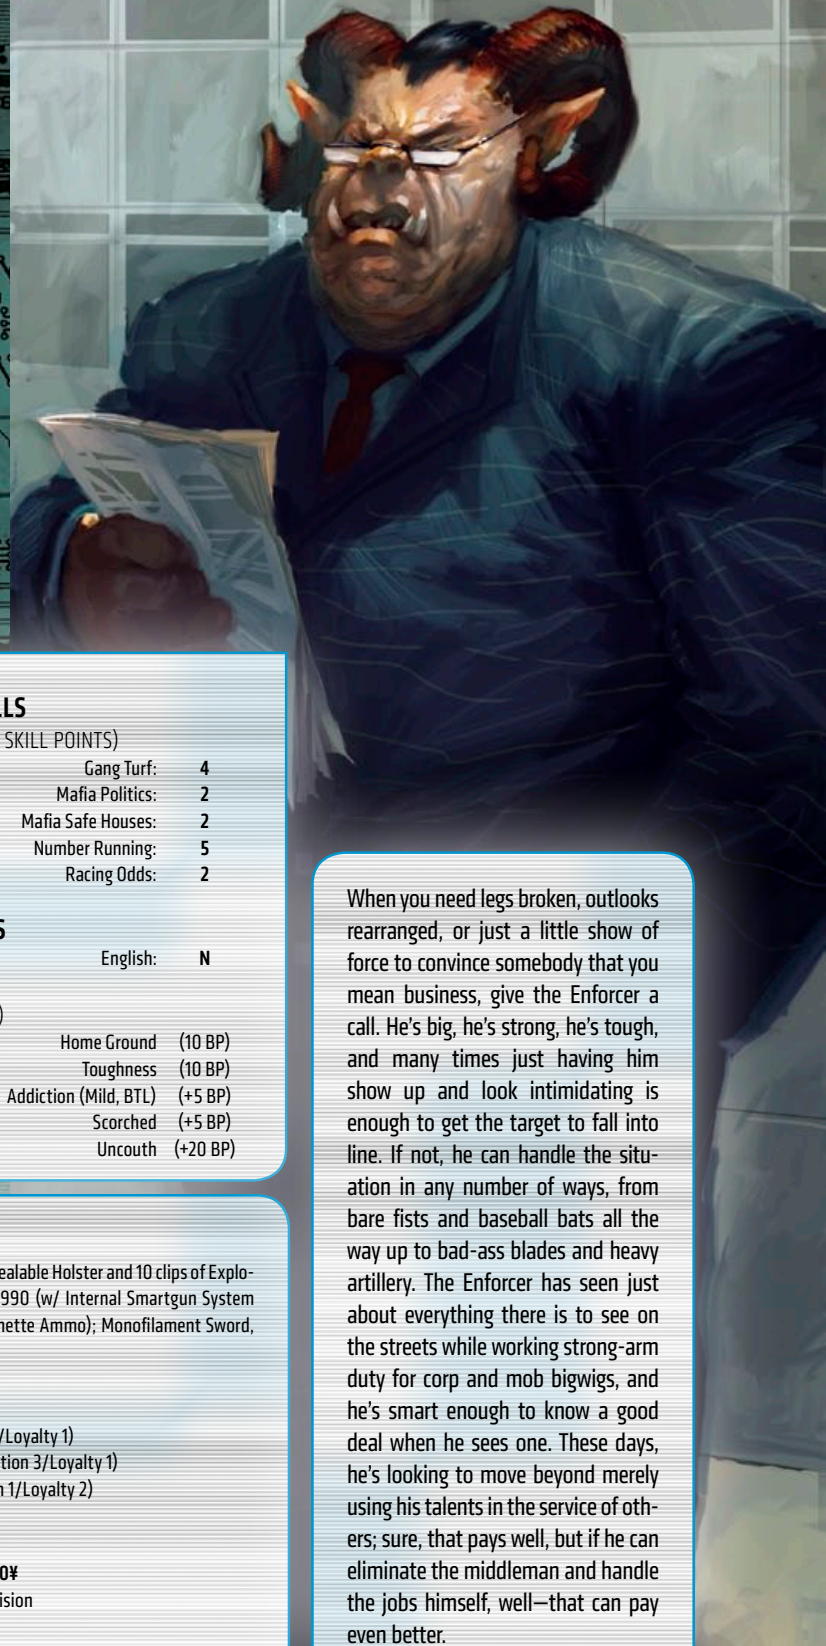 SKILL POINTS)
Gang Turf: 4
Mafia Politics: 2
Mafia Safe Houses: 2
Number Running: 5
Racing Odds: 2
English: N
Home Ground (10 BP)
Toughness (10 BP)
Addiction (Mild, BTL) (+5 BP)
Scorched (+5 BP)
Uncouth (+20 BP)
Holster and 10 clips of Explo-
990 (w/ Internal Smartgun System
Ammo); Monofilament Sword,
/Loyalty 1)
3/Loyalty 1)
1/Loyalty 2)
0¥
When you need legs broken, outlooks
rearranged, or just a little show of
force to convince somebody that you
mean business, give the Enforcer a
call. He's big, he's strong, he's tough,
and many times just having him
show up and look intimidating is
enough to get the target to fall into
line. If not, he can handle the situ-
ation in any number of ways, from
bare fists and baseball bats all the
way up to bad-ass blades and heavy
artillery. The Enforcer has seen just
about everything there is to see on
the streets while working strong-arm
duty for corp and mob bigwigs, and
he's smart enough to know a good
deal when he sees one. These days,
he's looking to move beyond merely
using his talents in the service of oth-
ers; sure, that pays well, but if he can
eliminate the middleman and handle
the jobs himself, well—that can pay
even better.